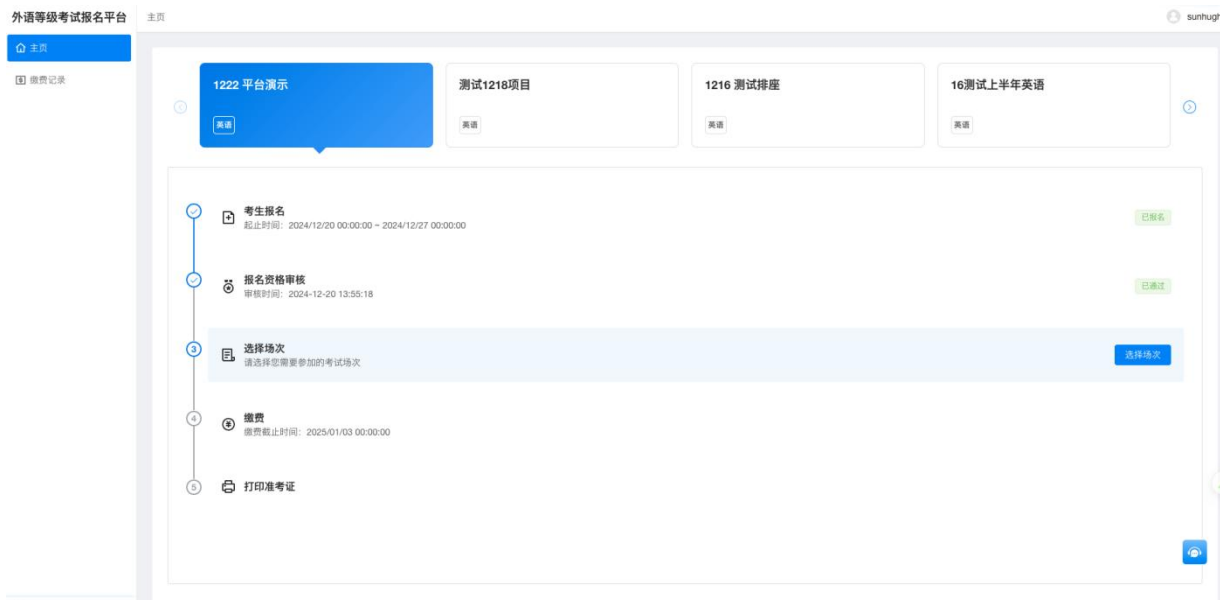 外语等级考试报名平台
主页
sunhugh
主页
缴费记录
1222 平台演示
英语
测试1218项目
英语
1216 测试排座
英语
16测试上半年英语
英语
考生报名
起止时间：2024/12/20 00:00:00 ~ 2024/12/27 00:00:00
已报名
报名资格审核
审核时间：2024-12-20 13:55:18
已通过
3
选择场次
请选择您需要参加的考试场次
选择场次
4
缴费
缴费截止时间：2025/01/03 00:00:00
5
打印准考证